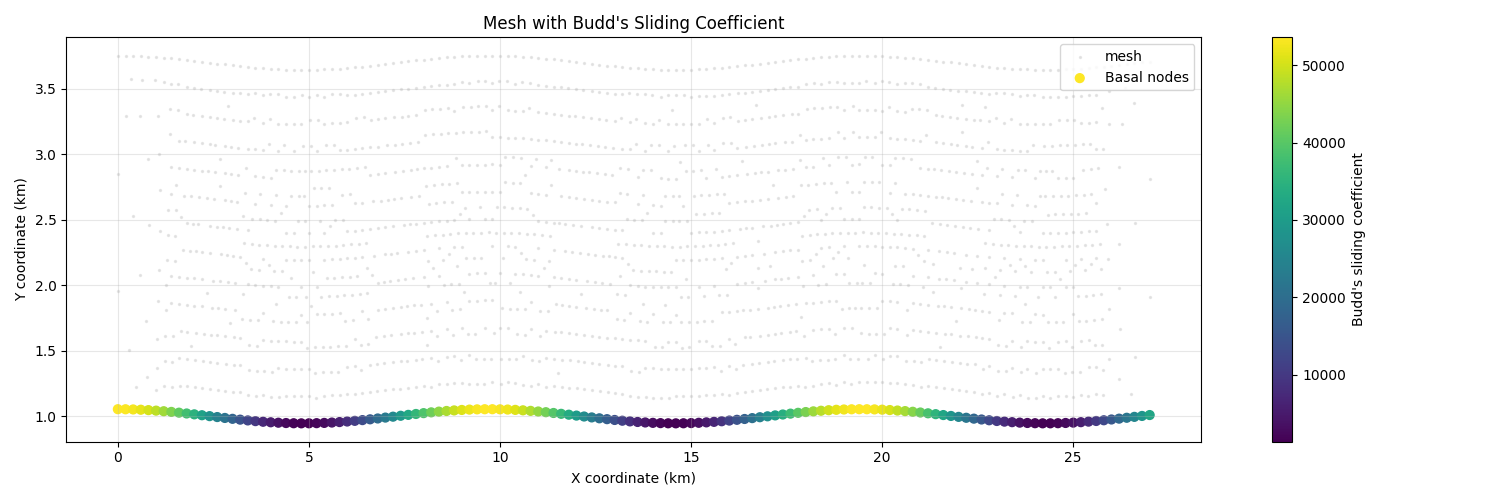 Mesh with Budd's Sliding Coefficient
mesh
Basal nodes
3.5
3.0
2.5
2.0
1.5
1.0
Y coordinate (km)
0
5
10
15
20
25
X coordinate (km)
50000
40000
30000
20000
10000
Budd's sliding coefficient